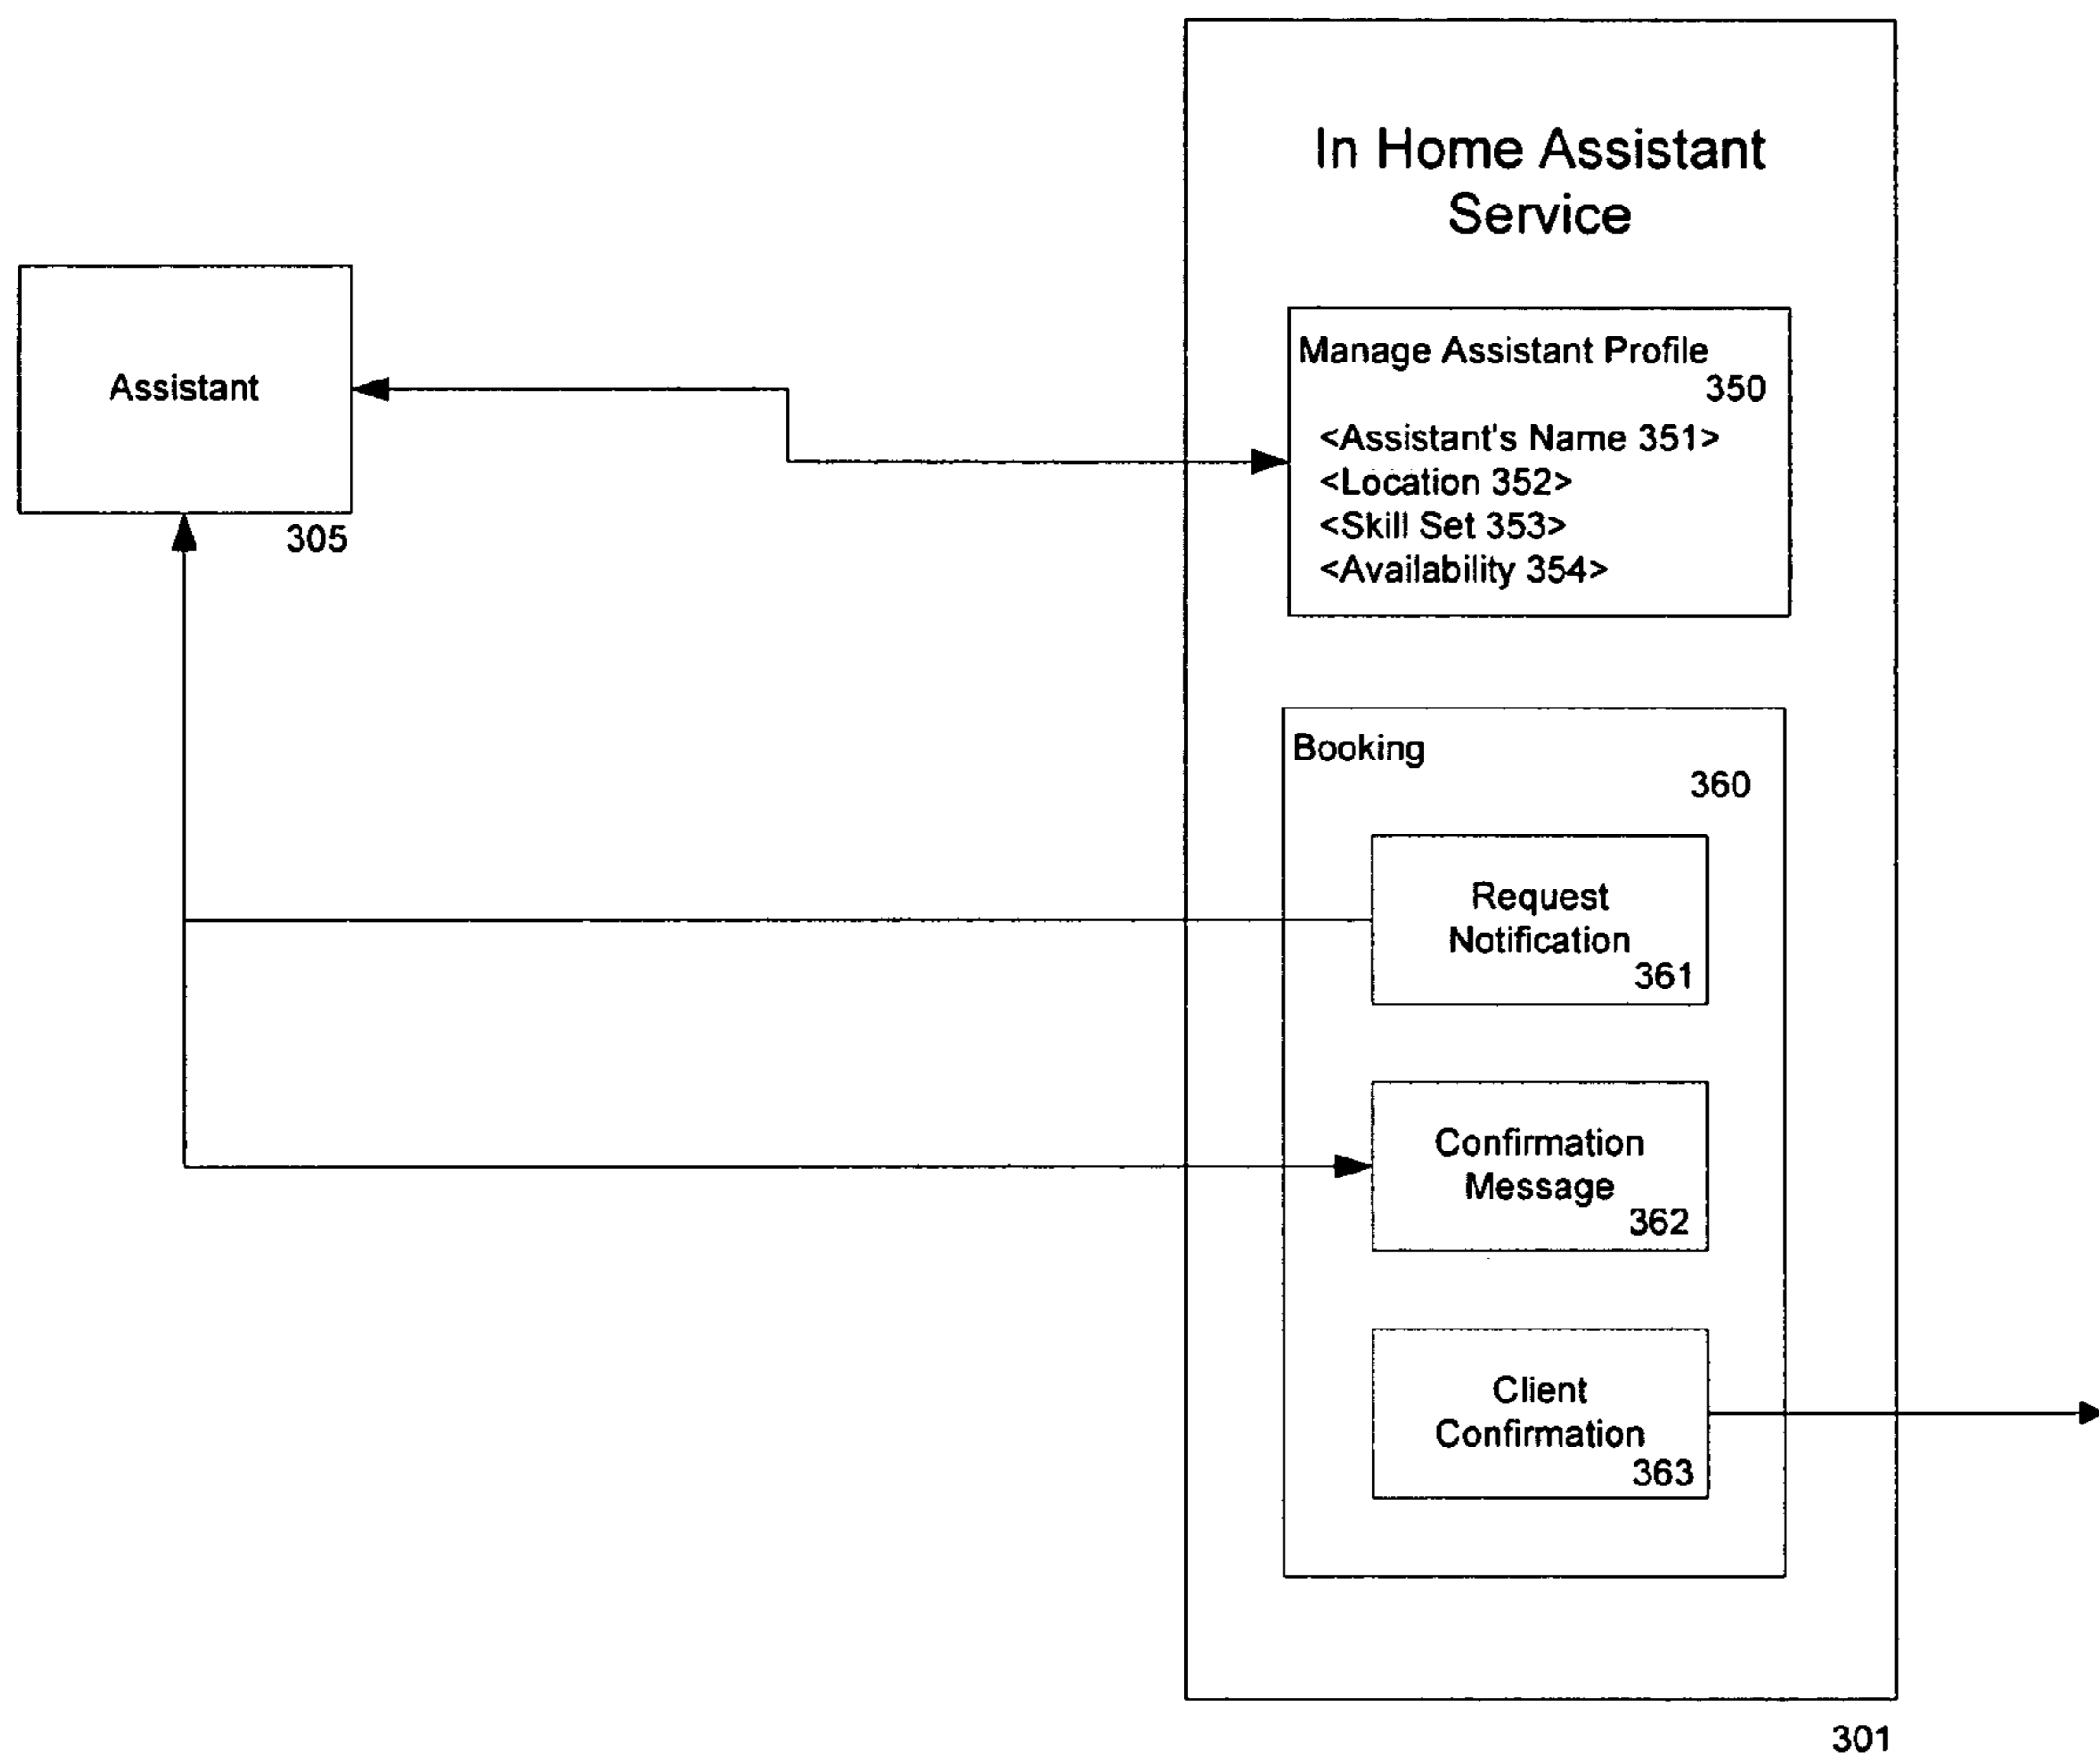 In Home Assistant
Service
Assistant
305
Manage Assistant Profile
350
<Assistant's Name 351>
<Location 352>
<Skill Set 353>
<Availability 354>
Booking
360
Request
Notification
361
Confirmation
Message
362
Client
Confirmation
363
301